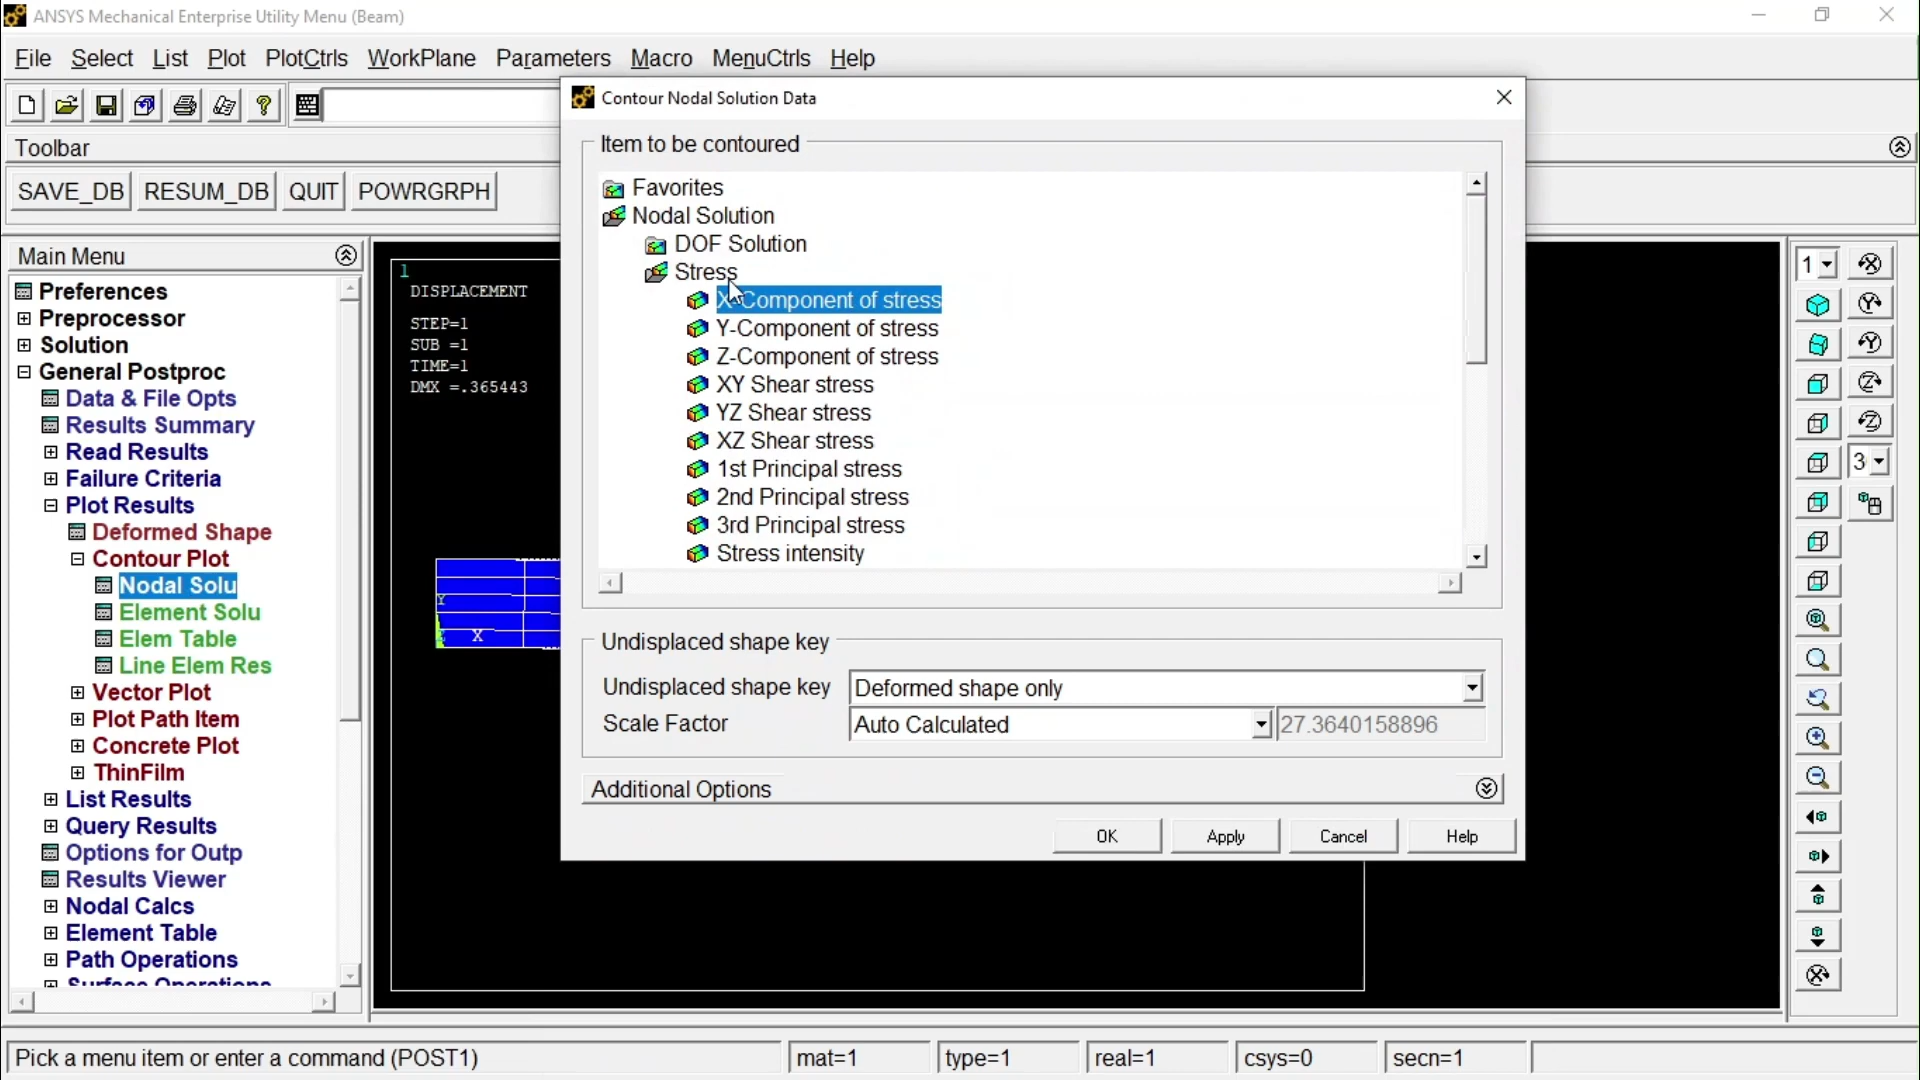 ANSYS Mechanical Enterprise Utility Menu (Beam)
File Select List Plot PlotCtrls WorkPlane Parameters Macro MenuCtrls Help
Toolbar
SAVE_DB RESUM_DB QUIT POWRGRPH
Main Menu
Preferences
Preprocessor
Solution
General Postproc
Data & File Opts
Results Summary
Read Results
Failure Criteria
Plot Results
Deformed Shape
Contour Plot
Nodal Solu
Element Solu
Elem Table
Line Elem Res
Vector Plot
Plot Path Item
Concrete Plot
ThinFilm
List Results
Query Results
Options for Outp
Results Viewer
Nodal Calcs
Element Table
Path Operations
Surface Operations
1
DISPLACEMENT
STEP=1
SUB =1
TIME=1
DMX =.365443
Y
X
Contour Nodal Solution Data
Item to be contoured
Favorites
Nodal Solution
DOF Solution
Stress
X-Component of stress
Y-Component of stress
Z-Component of stress
XY Shear stress
YZ Shear stress
XZ Shear stress
1st Principal stress
2nd Principal stress
3rd Principal stress
Stress intensity
Undisplaced shape key
Undisplaced shape key Deformed shape only
Scale Factor Auto Calculated 27.3640158896
Additional Options
OK Apply Cancel Help
1
3
Pick a menu item or enter a command (POST1) mat=1 type=1 real=1 csys=0 secn=1